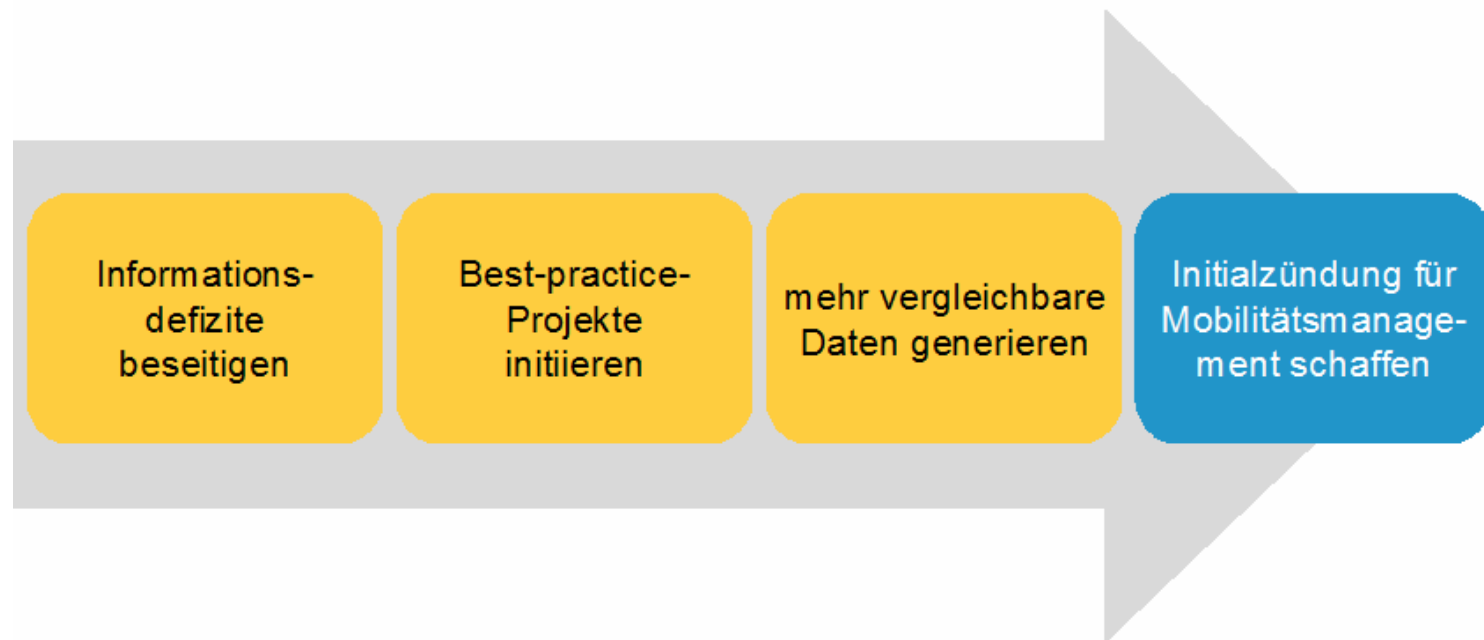 Informations-
defizite
beseitigen
Best-practice-
Projekte
initiieren
mehr vergleichbare
Daten generieren
Initialzündung für
Mobilitätsmanage-
ment schaffen